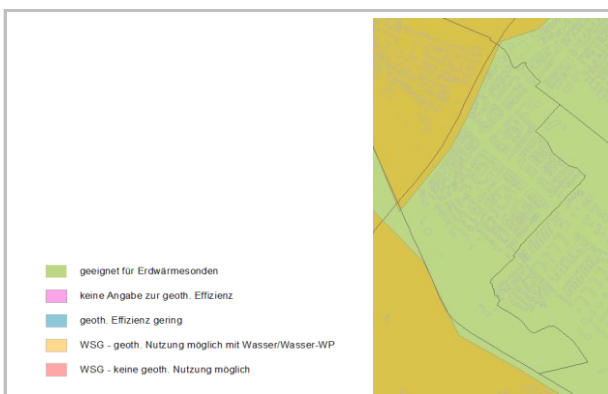 geeignet für Erdwärmesonden
keine Angabe zur geoth. Effizienz
geoth. Effizienz gering
WSG - geoth. Nutzung möglich mit Wasser/Wasser-WP
WSG - keine geoth. Nutzung möglich